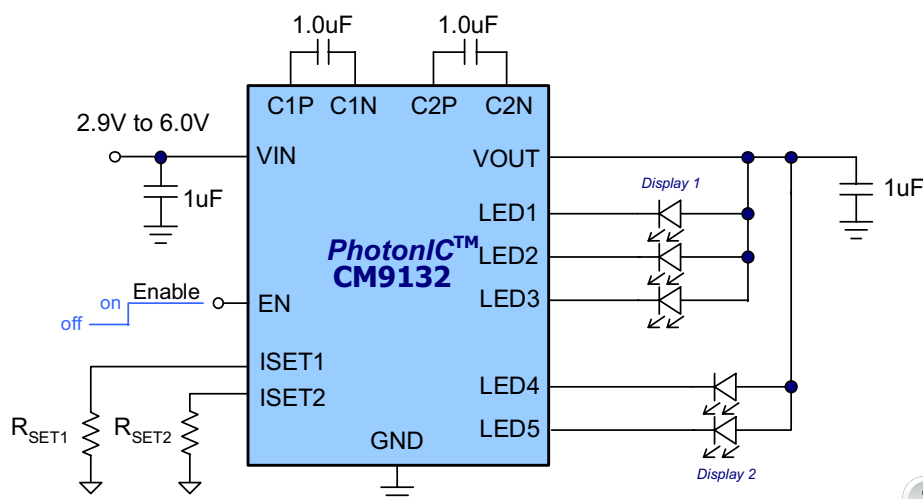 1.0uF
1.0uF
C1P C1N C2P C2N
2.9V to 6.0V
VIN
VOUT
1uF
1uF
Display 1
LED1
PhotonIC™
CM9132
LED2
LED3
on Enable
off
EN
ISET1
ISET2
LED4
LED5
RSET1
RSET2
GND
Display 2